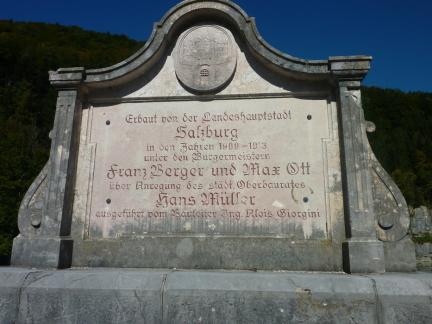 Erbaut von der Landeshauptstadt
Salzburg
in den Jahren 1909-1913
unter den Bürgermeistern
Franz Berger und Max Ott
über Anregung des städt. Oberbaurates
Hans Müller
ausgeführt vom Bauleiter Ing. Alois Giorgini